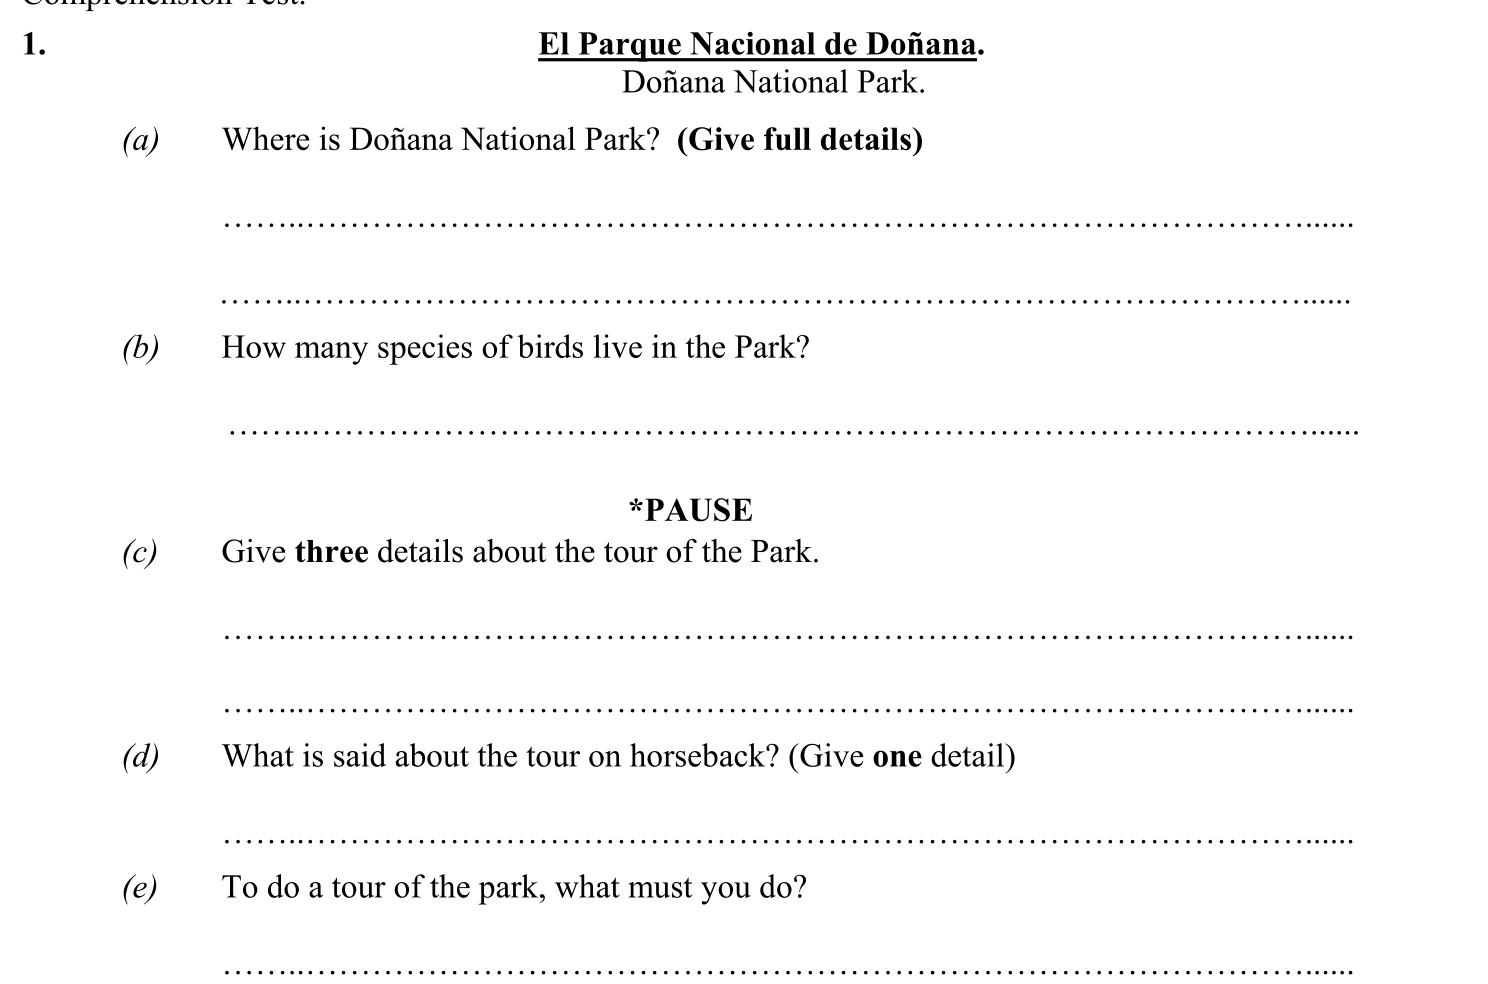 Comprehension Test.
1. El Parque Nacional de Doñana.
Doñana National Park.
(a) Where is Doñana National Park? (Give full details)
……..……………………………………………………………………………………………......
……..……………………………………………………………………………………………......
(b) How many species of birds live in the Park?
……..…………………………………………………………………………………………….......
*PAUSE
(c) Give three details about the tour of the Park.
……..……………………………………………………………………………………………......
……..……………………………………………………………………………………………......
(d) What is said about the tour on horseback? (Give one detail)
……..……………………………………………………………………………………………......
(e) To do a tour of the park, what must you do?
……..……………………………………………………………………………………………......